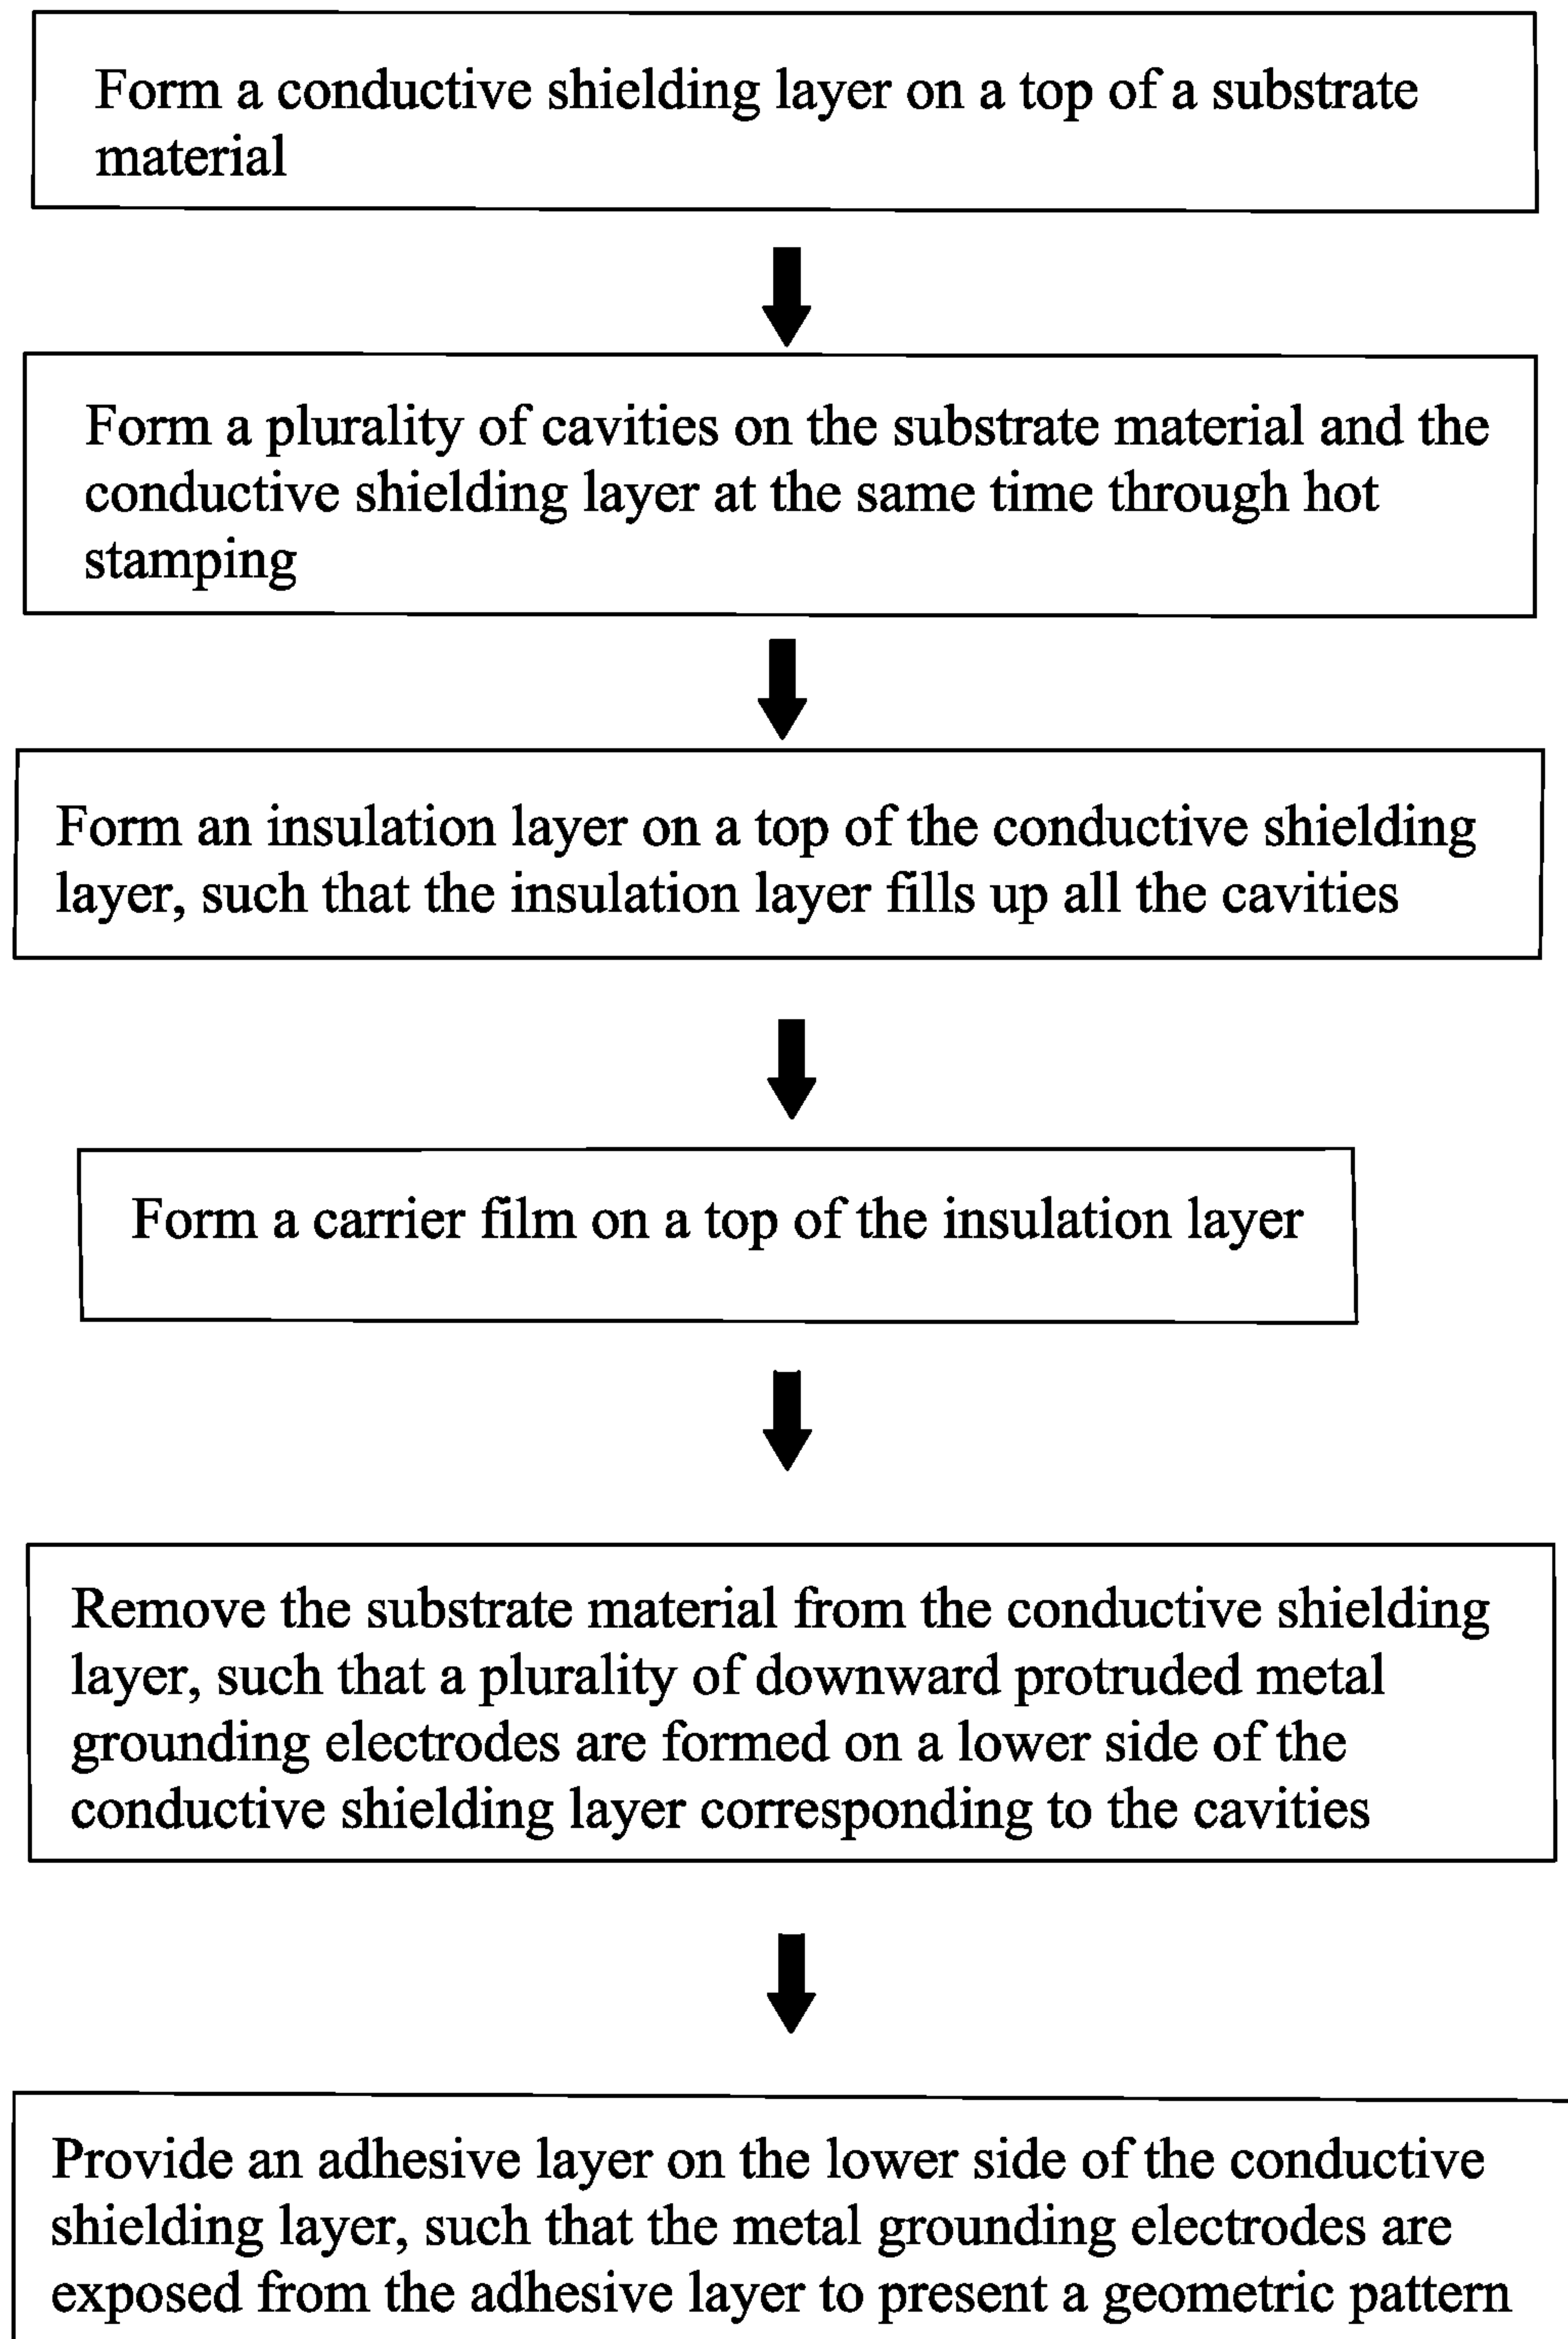 Form a conductive shielding layer on a top of a substrate
material
Form a plurality of cavities on the substrate material and the
conductive shielding layer at the same time through hot
stamping
Form an insulation layer on a top of the conductive shielding
layer, such that the insulation layer fills up all the cavities
Form a carrier film on a top of the insulation layer
Remove the substrate material from the conductive shielding
layer, such that a plurality of downward protruded metal
grounding electrodes are formed on a lower side of the
conductive shielding layer corresponding to the cavities
Provide an adhesive layer on the lower side of the conductive
shielding layer, such that the metal grounding electrodes are
exposed from the adhesive layer to present a geometric pattern